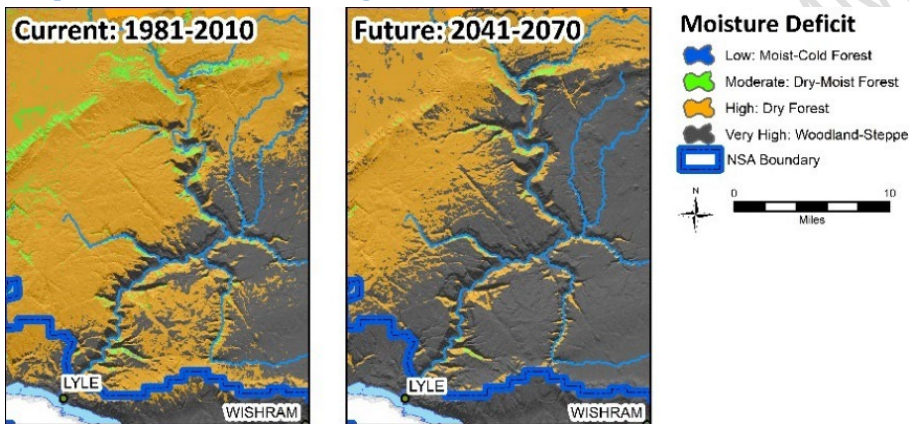 Current: 1981-2010
Future: 2041-2070
Moisture Deficit
Low: Moist-Cold Forest
Moderate: Dry-Moist Forest
High: Dry Forest
Very High: Woodland-Steppe
NSA Boundary
N
0 10
Miles
LYLE
WISHRAM
LYLE
WISHRAM